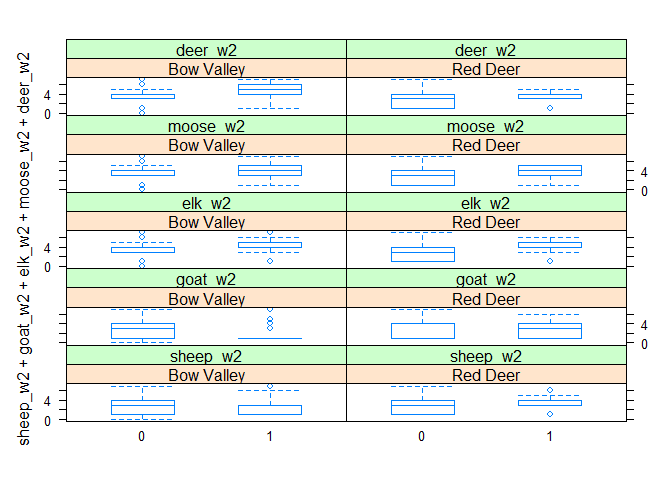 sheep_w2 + goat_w2 + elk_w2 + moose_w2 + deer_w2
deer_w2 deer_w2
Bow Valley Red Deer
4
0
moose_w2 moose_w2
Bow Valley Red Deer
4
0
elk_w2 elk_w2
Bow Valley Red Deer
4
0
goat_w2 goat_w2
Bow Valley Red Deer
4
0
sheep_w2 sheep_w2
Bow Valley Red Deer
4
0
0 1 0 1